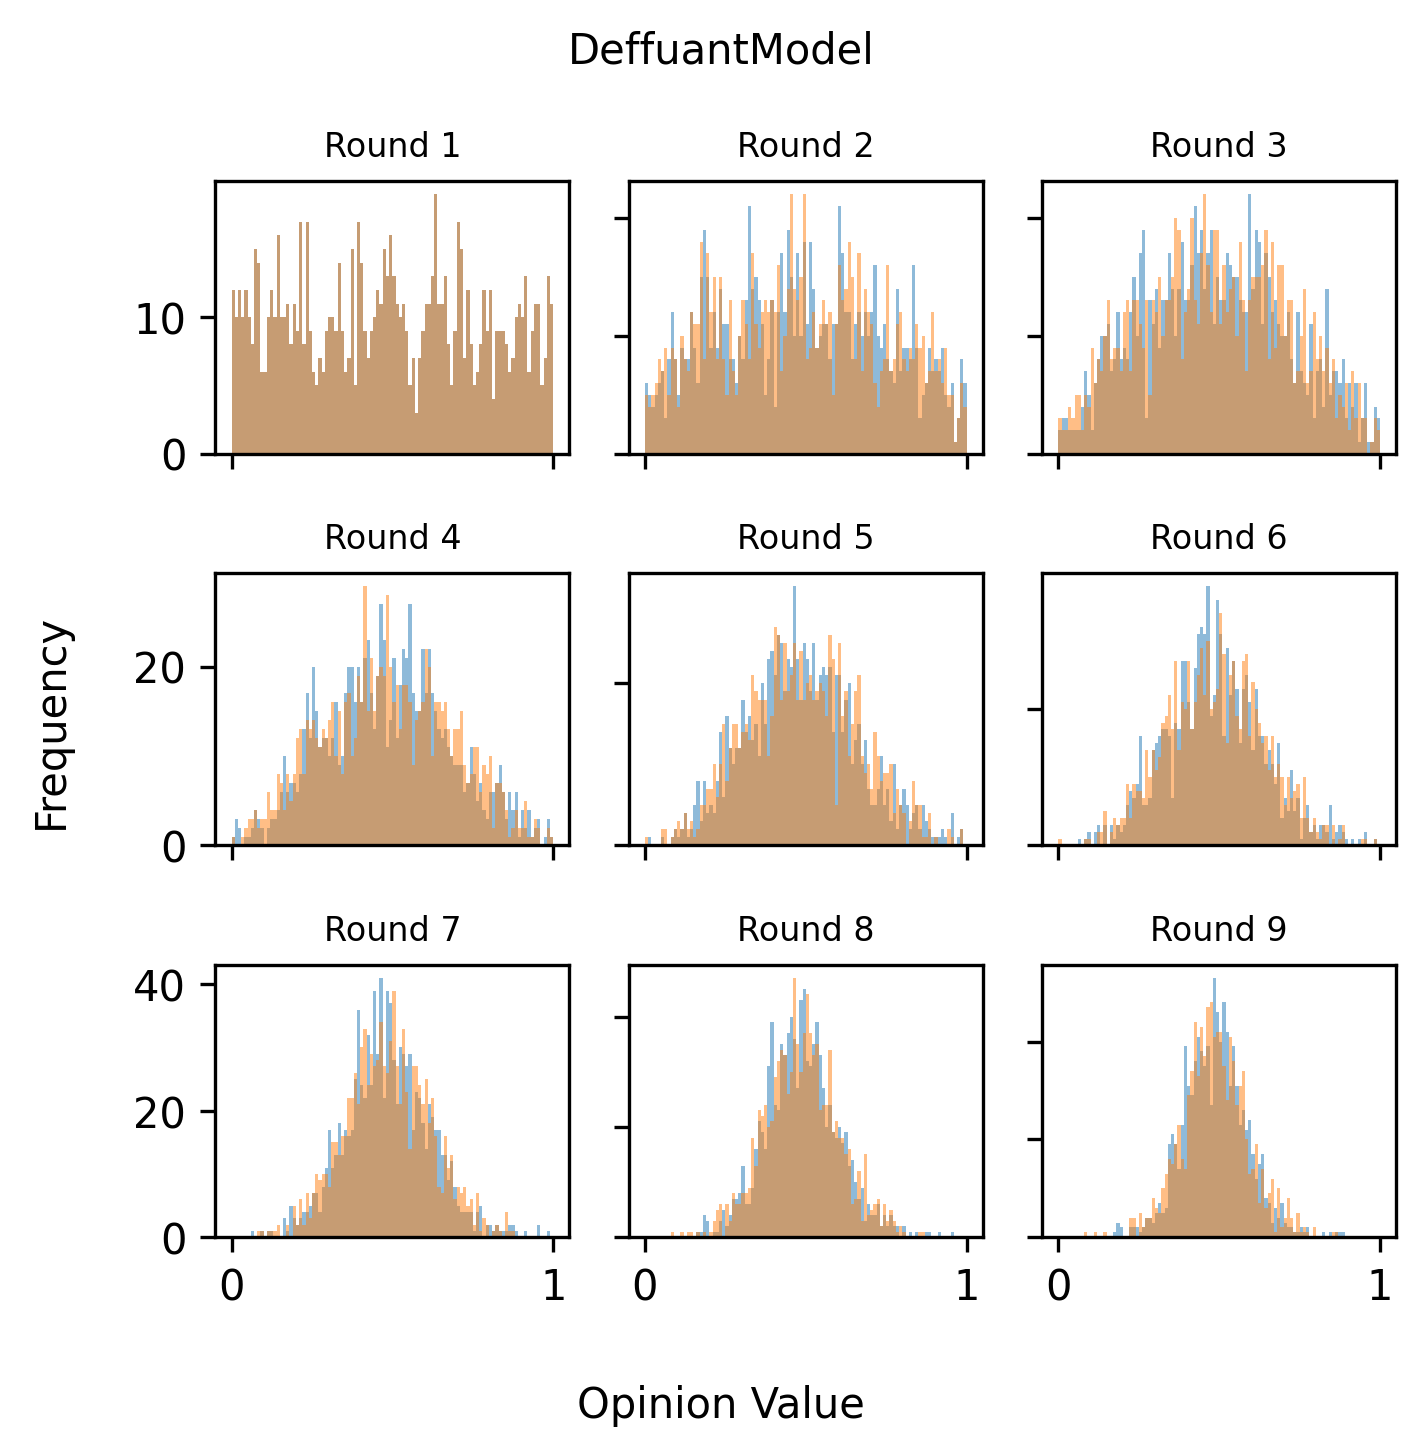 DeffuantModel
Round 1
Round 2
Round 3
10
0
Round 4
Round 5
Round 6
20
0
Frequency
Round 7
Round 8
Round 9
40
20
0
0 1
0 1
0 1
Opinion Value